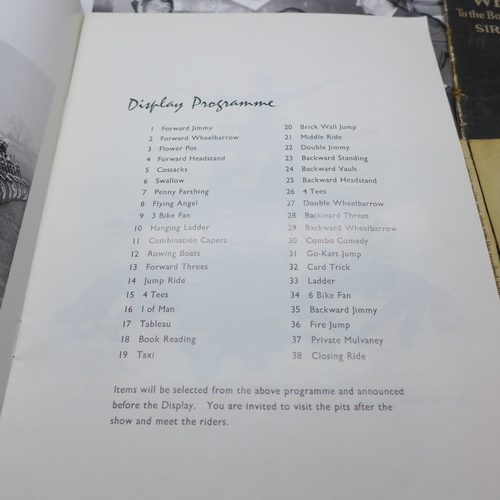 Display Programme
1 Forward Jimmy
2 Forward Wheelbarrow
3 Flower Pot
4 Forward Headstand
5 Cossacks
6 Swallow
7 Penny Farthing
8 Flying Angel
9 3 Bike Fan
10 Hanging Ladder
11 Combination Capers
12 Rowing Boats
13 Forward Threes
14 Jump Ride
15 4 Tees
16 I of Man
17 Tableau
18 Book Reading
19 Taxi
20 Brick Wall Jump
21 Middle Ride
22 Double Jimmy
23 Backward Standing
24 Backward Vault
25 Backward Headstand
26 4 Tees
27 Double Wheelbarrow
28 Backward Threes
29 Backward Wheelbarrow
30 Combo Comedy
31 Go-Kart Jump
32 Card Trick
33 Ladder
34 6 Bike Fan
35 Backward Jimmy
36 Fire Jump
37 Private Mulvaney
38 Closing Ride
Items will be selected from the above programme and announced
before the Display. You are invited to visit the pits after the
show and meet the riders.
To the Bo
SIR